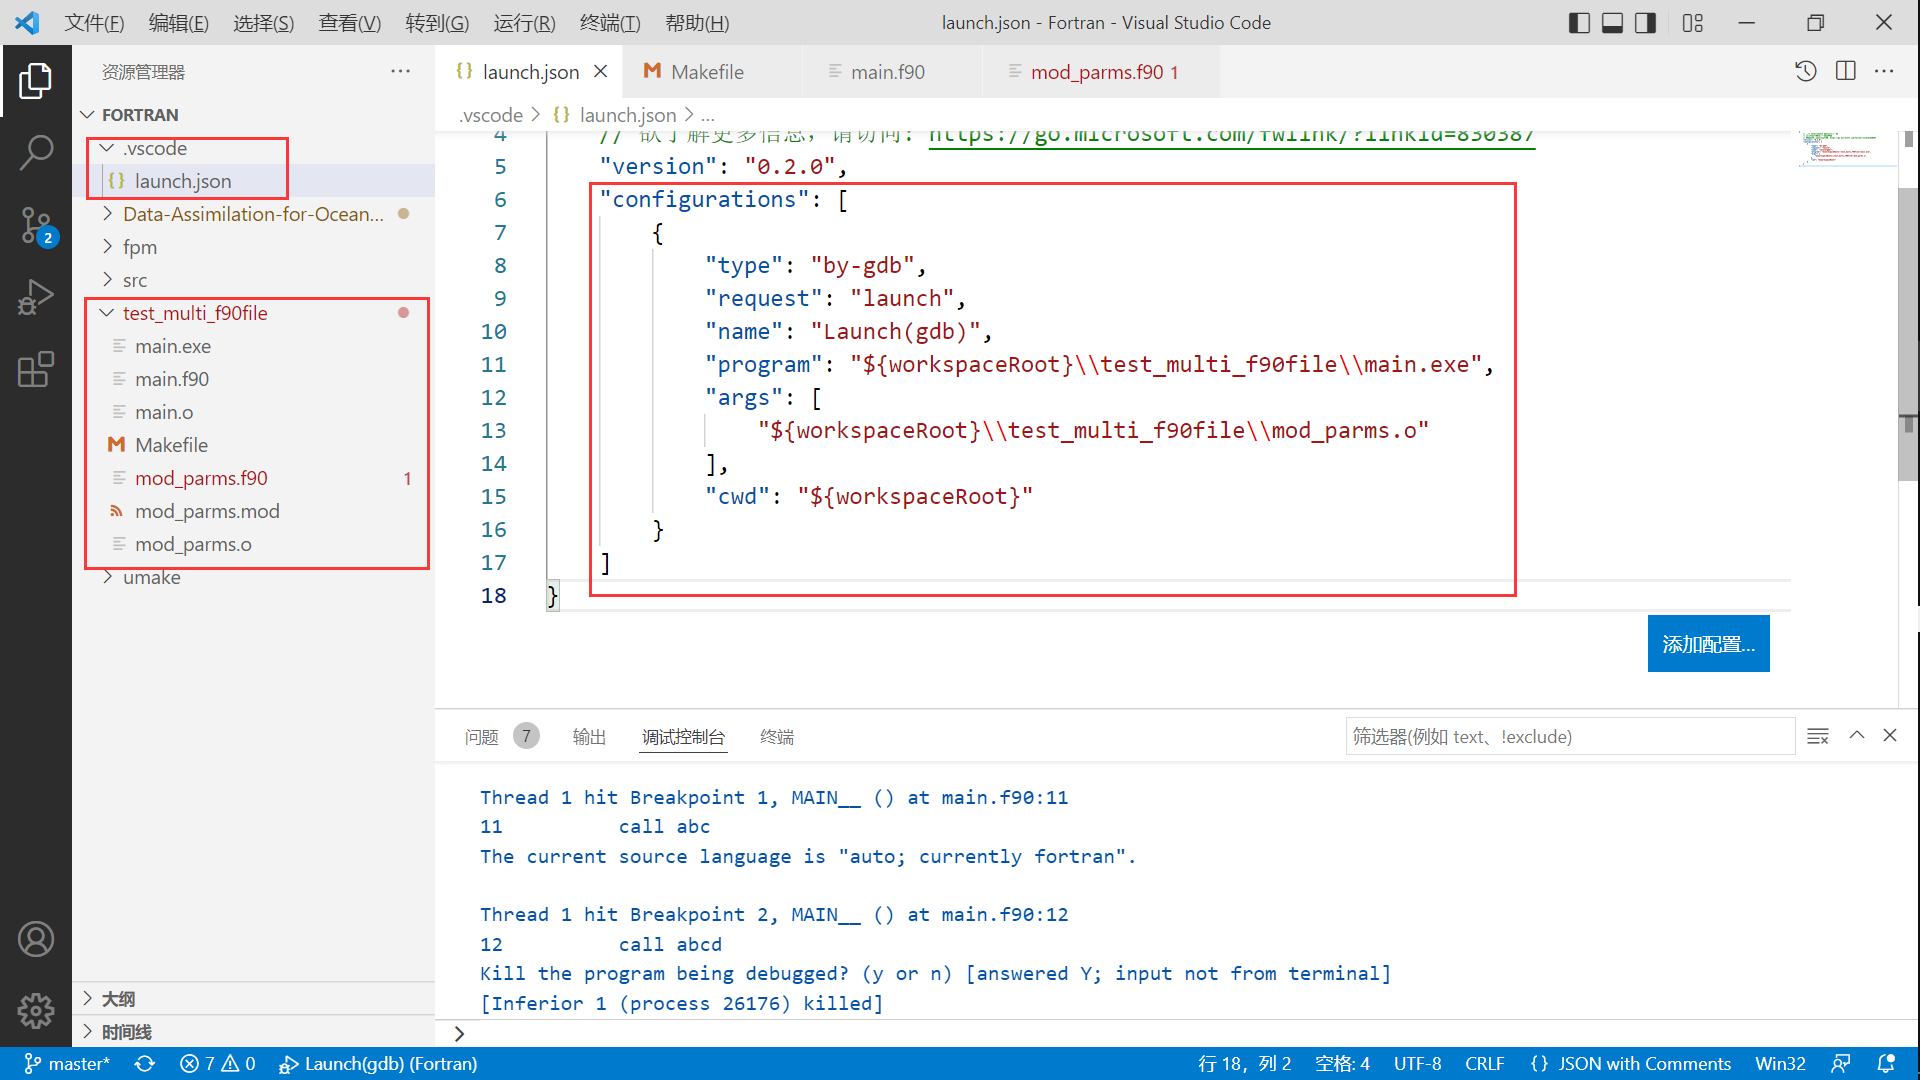 文件(F) 编辑(E) 选择(S) 查看(V) 转到(G) 运行(R) 终端(T) 帮助(H)
launch.json - Fortran - Visual Studio Code
资源管理器
FORTRAN
.vscode
{} launch.json
Data-Assimilation-for-Ocean...
fpm
src
test_multi_f90file
main.exe
main.f90
main.o
Makefile
mod_parms.f90 1
mod_parms.mod
mod_parms.o
umake
大纲
时间线
2
{} launch.json
M Makefile
main.f90
mod_parms.f90 1
.vscode > {} launch.json > ...
4 // 欲了解更多信息，请访问: https://go.microsoft.com/fwlink/?linkid=830387
5 "version": "0.2.0",
6 "configurations": [
7 {
8 "type": "by-gdb",
9 "request": "launch",
10 "name": "Launch(gdb)",
11 "program": "${workspaceRoot}\\test_multi_f90file\\main.exe",
12 "args": [
13 "${workspaceRoot}\\test_multi_f90file\\mod_parms.o"
14 ],
15 "cwd": "${workspaceRoot}"
16 }
17 ]
18 }
添加配置...
问题 7 输出 调试控制台 终端
筛选器(例如 text、!exclude)
Thread 1 hit Breakpoint 1, MAIN__ () at main.f90:11
11 call abc
The current source language is "auto; currently fortran".
Thread 1 hit Breakpoint 2, MAIN__ () at main.f90:12
12 call abcd
Kill the program being debugged? (y or n) [answered Y; input not from terminal]
[Inferior 1 (process 26176) killed]
>
master* 7 0 Launch(gdb) (Fortran)
行 18，列 2 空格: 4 UTF-8 CRLF {} JSON with Comments Win32